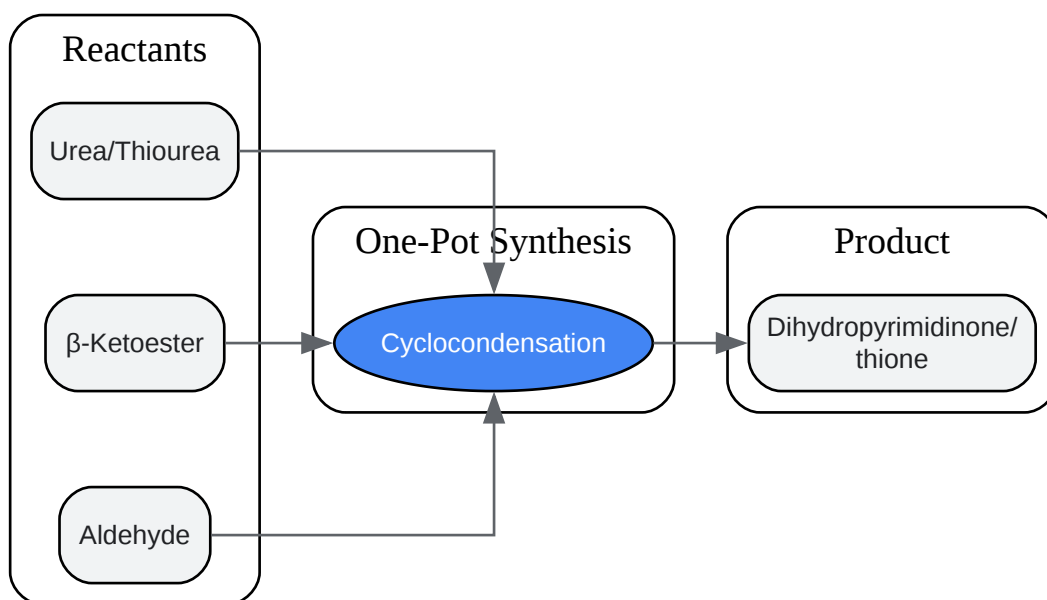 Reactants
Urea/Thiourea
β-Ketoester
Aldehyde
One-Pot Synthesis
Cyclocondensation
Product
Dihydropyrimidinone/
thione